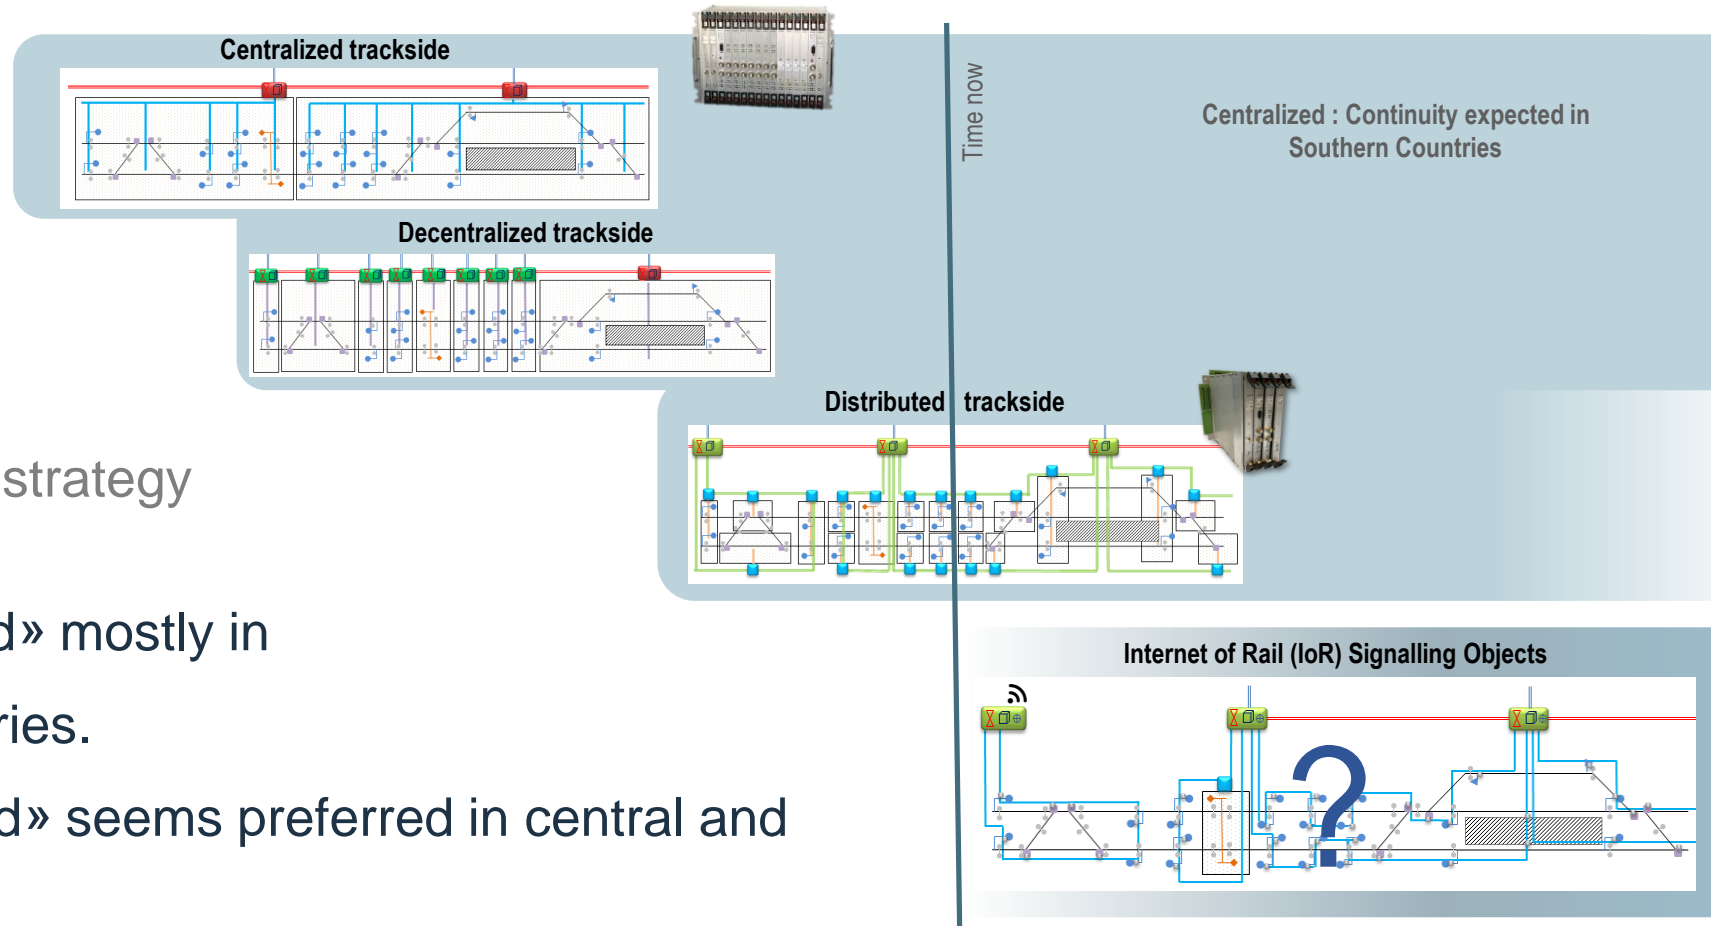 Centralized trackside
Time now
Centralized : Continuity expected in
Southern Countries
Decentralized trackside
Distributed trackside
strategy
d» mostly in
ries.
d» seems preferred in central and
Internet of Rail (IoR) Signalling Objects
?